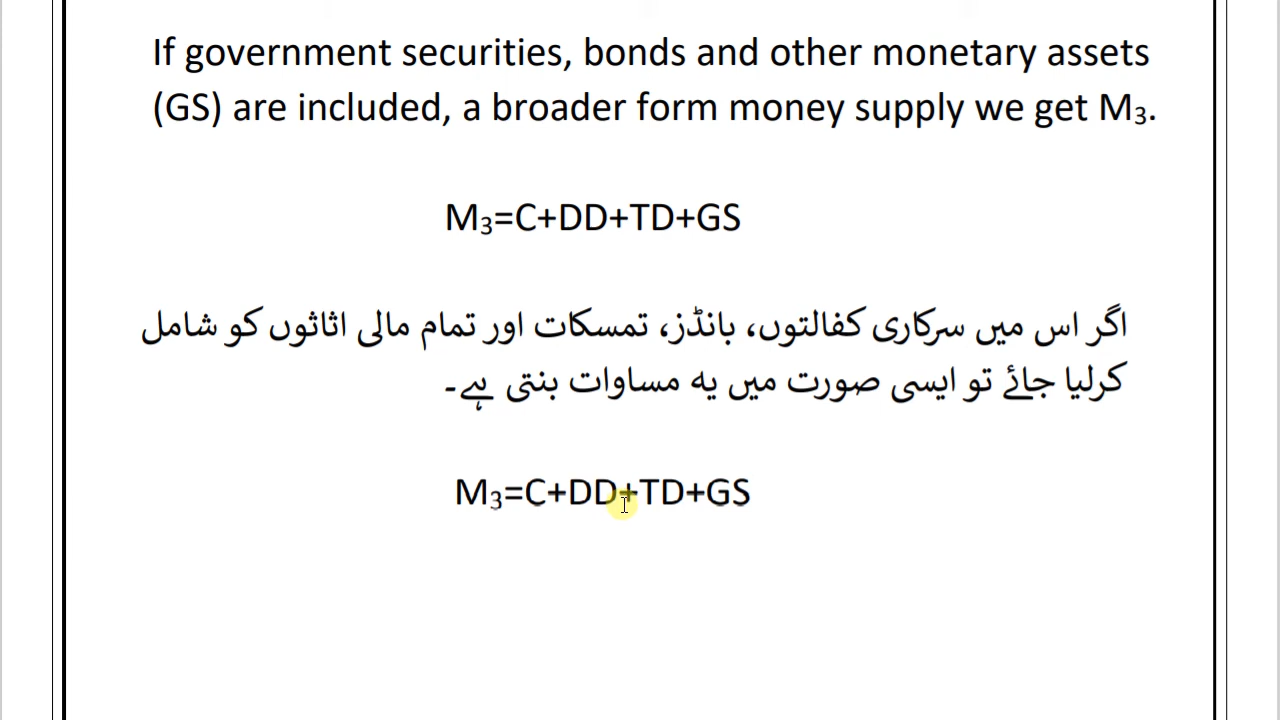 If government securities, bonds and other monetary assets
(GS) are included, a broader form money supply we get M₃.
M₃=C+DD+TD+GS
اگر اس میں سرکاری کفالتوں، بانڈز، تمسکات اور تمام مالی اثاثوں کو شامل
کرلیا جائے تو ایسی صورت میں یہ مساوات بنتی ہے۔
M₃=C+DD+TD+GS